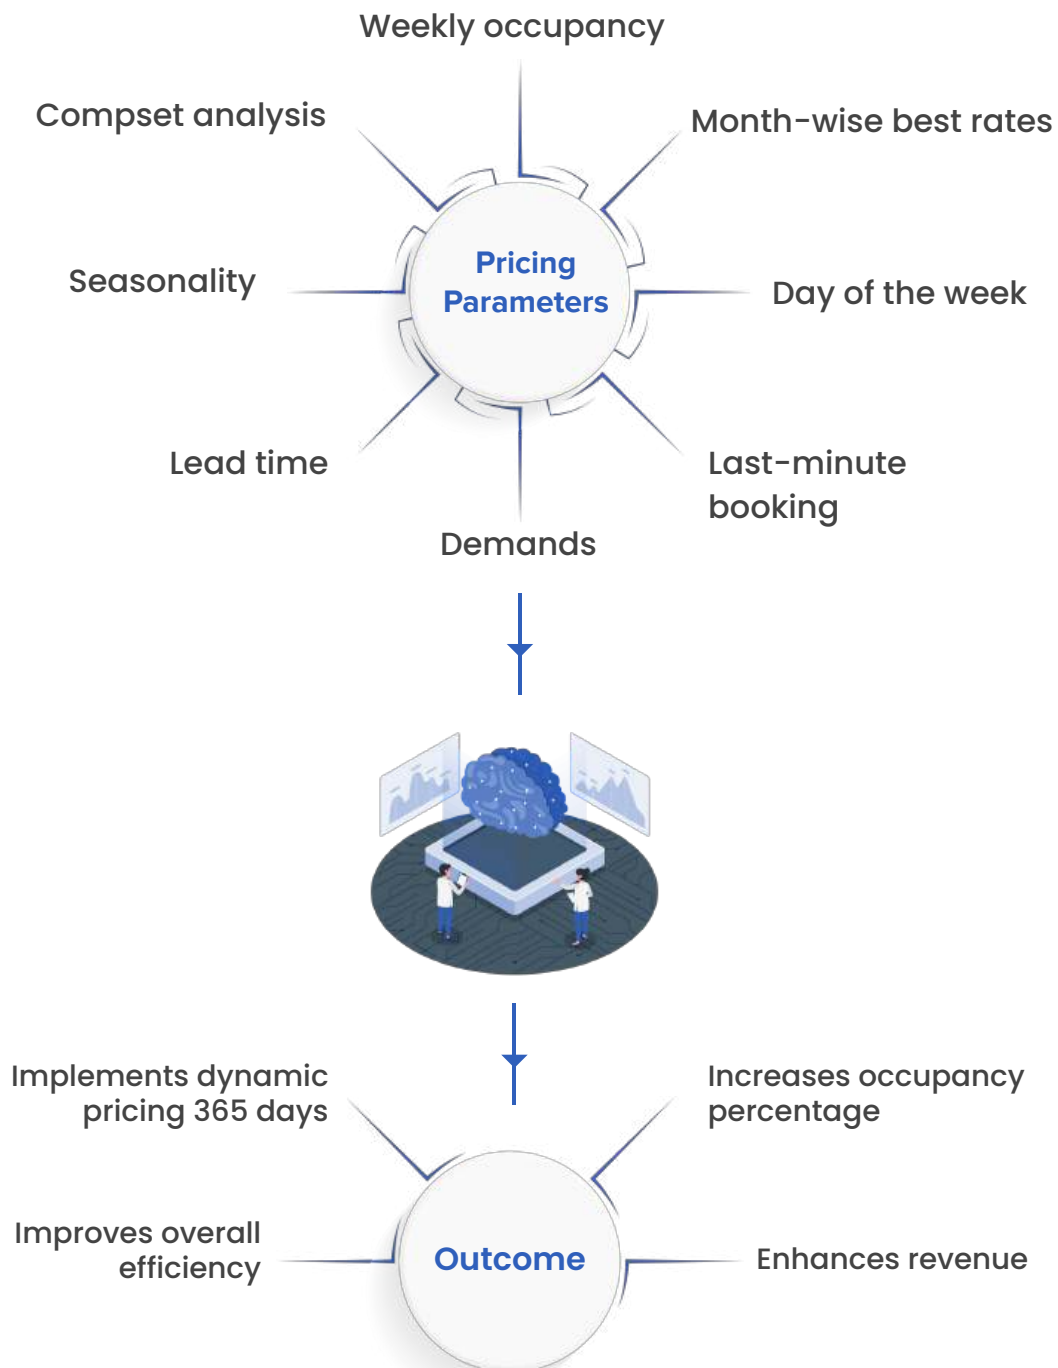 Weekly occupancy
Compset analysis
Month-wise best rates
Pricing
Parameters
Seasonality
Day of the week
Lead time
Last-minute
booking
Demands
Implements dynamic
pricing 365 days
Increases occupancy
percentage
Improves overall
efficiency
Outcome
Enhances revenue